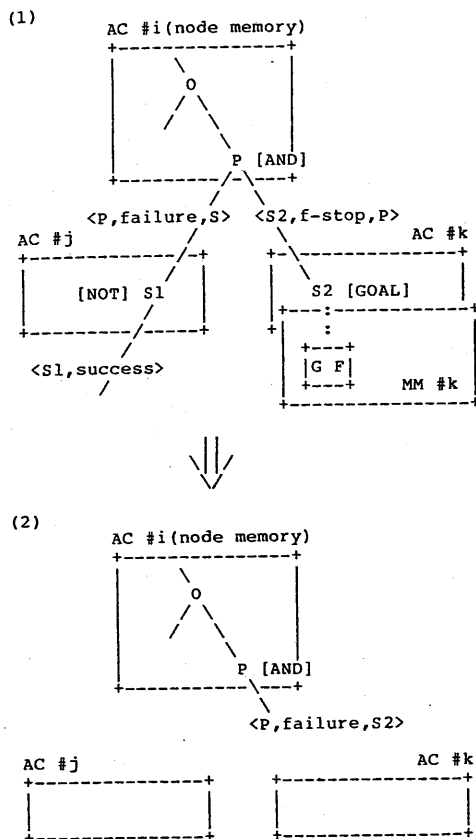 (1)
AC #i(node memory)
O
P [AND]
<P,failure,S> <S2,f-stop,P>
AC #j AC #k
[NOT] S1 S2 [GOAL]
G F
<S1,success>
MM #k
(2)
AC #i(node memory)
O
P [AND]
<P,failure,S2>
AC #j AC #k